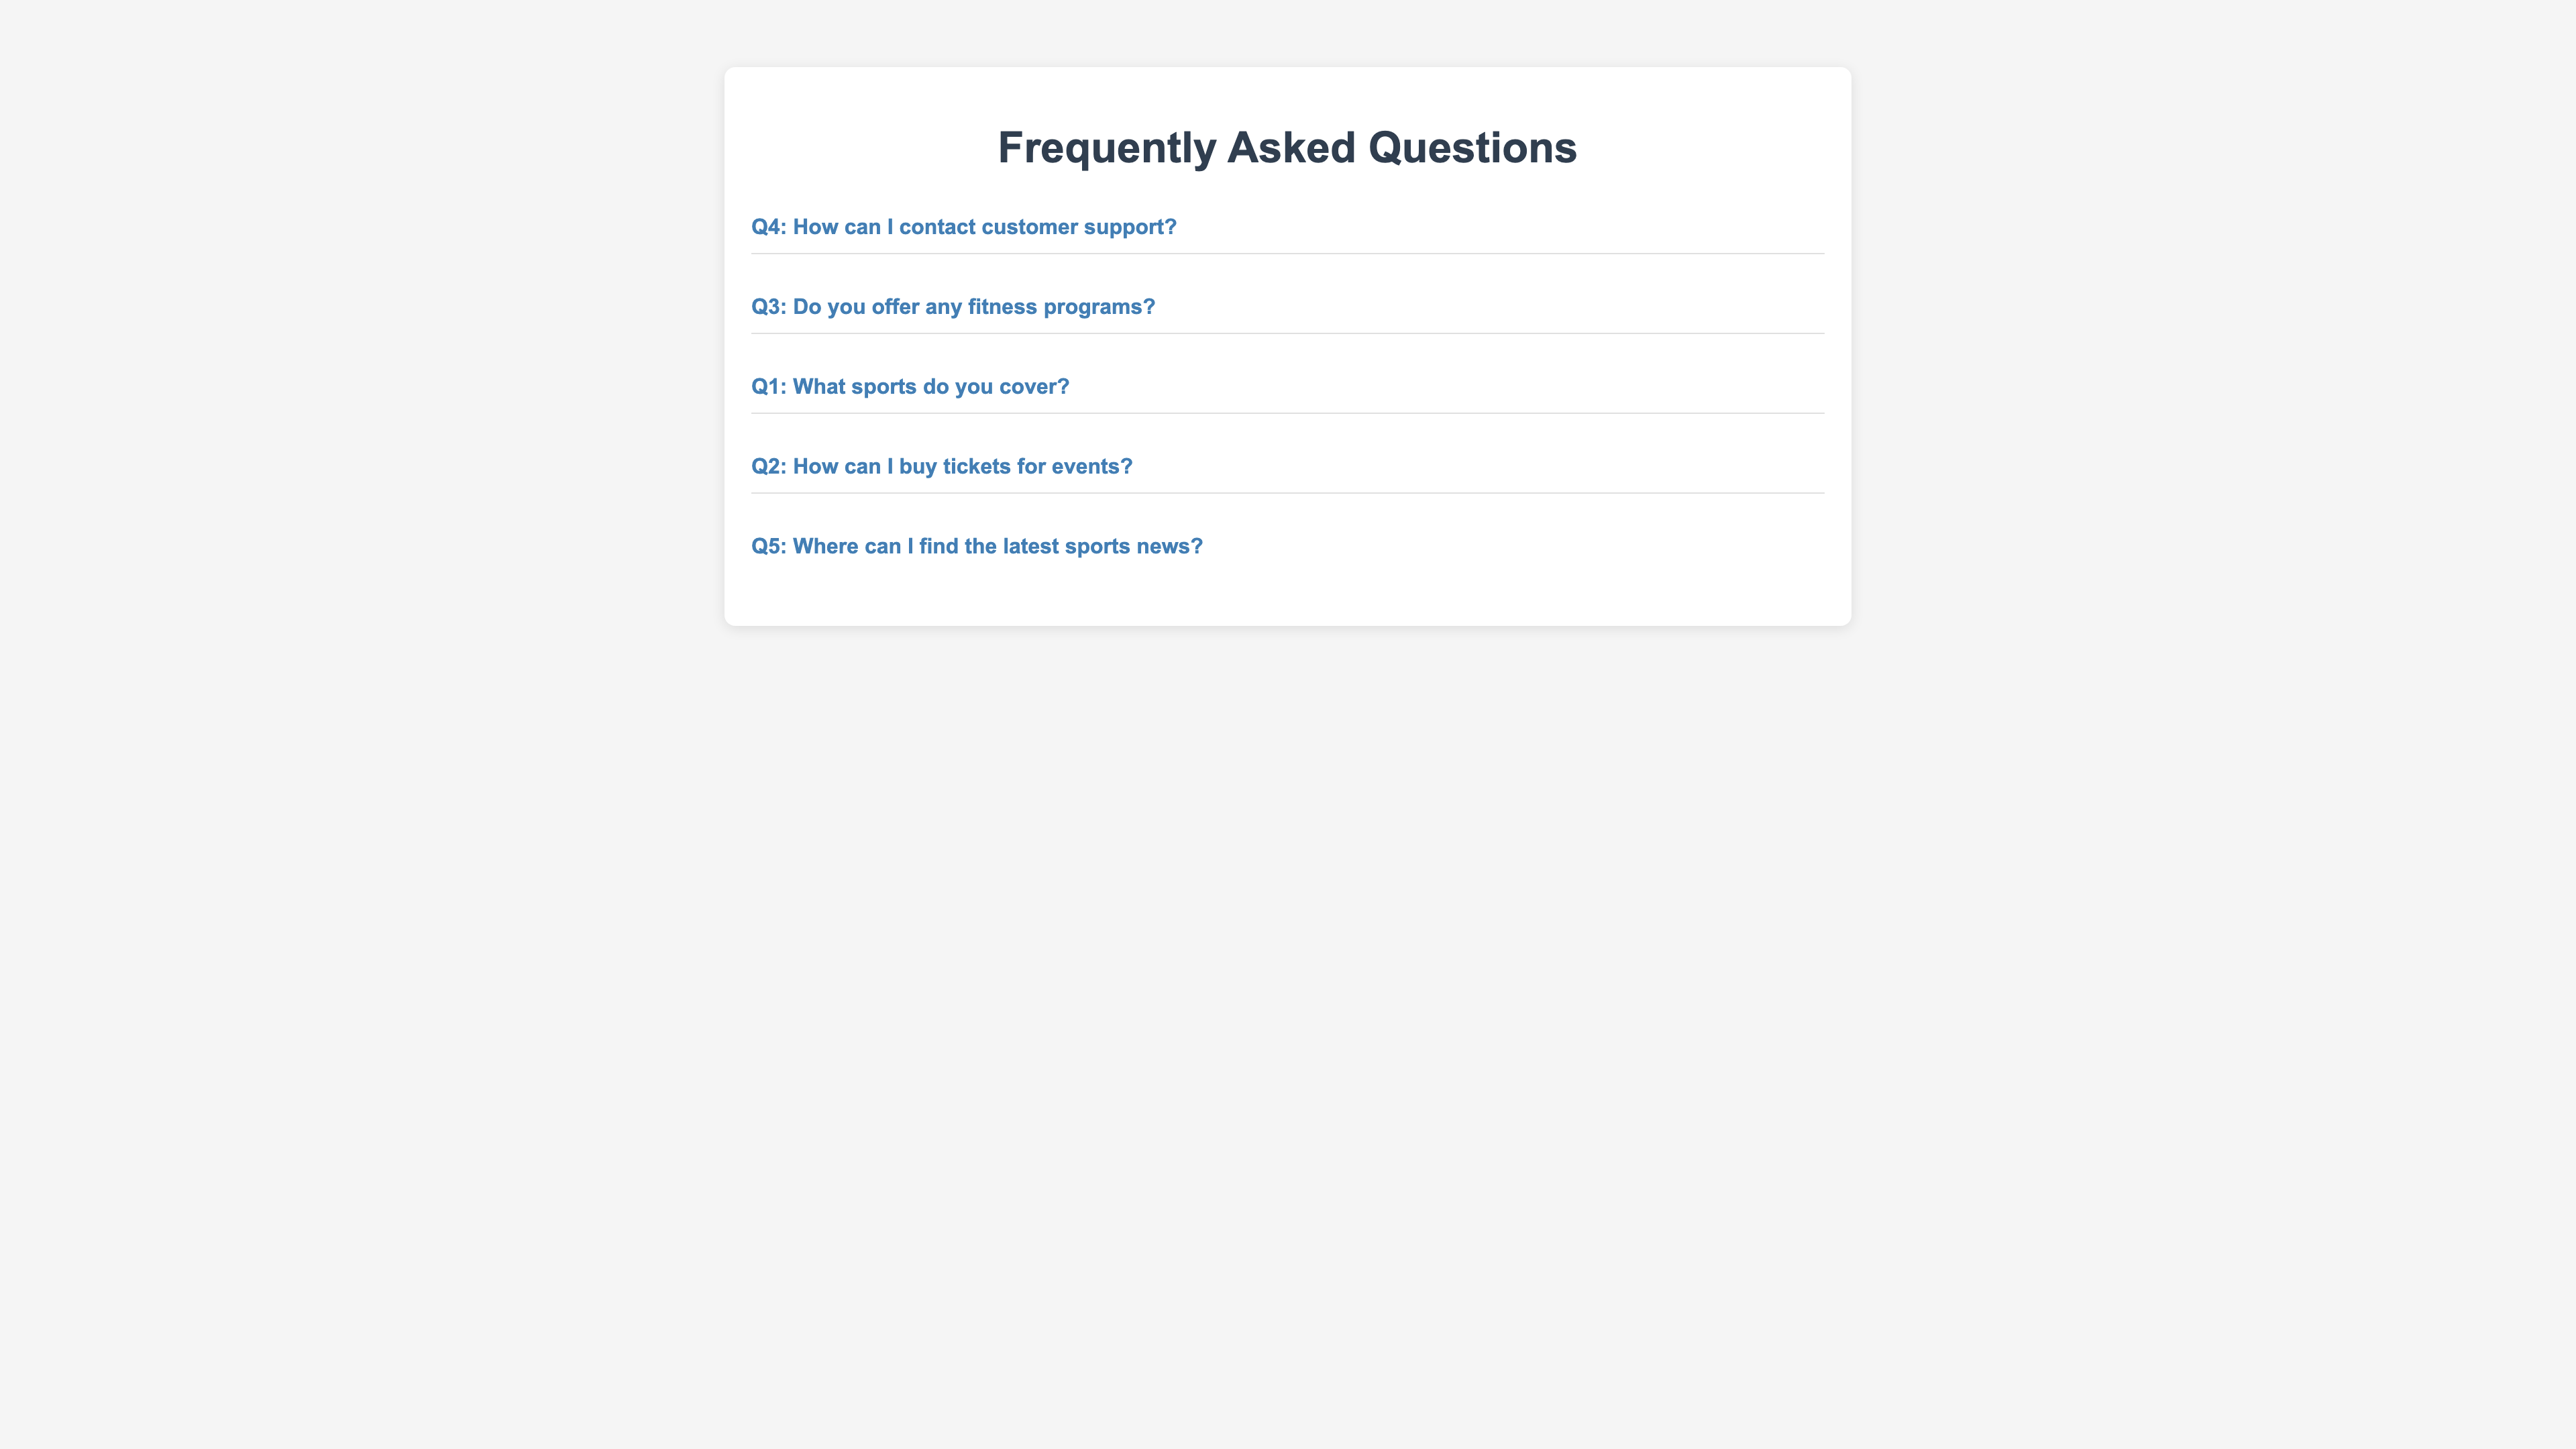 Frequently Asked Questions
Q4: How can I contact customer support?
Q3: Do you offer any fitness programs?
Q1: What sports do you cover?
Q2: How can I buy tickets for events?
Q5: Where can I find the latest sports news?